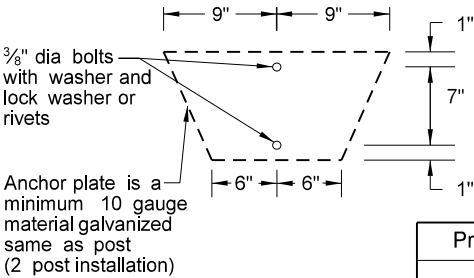 9" 9"
1"
⅜" dia bolts
with washer and
lock washer or
rivets
7"
Anchor plate is a
minimum 10 gauge
material galvanized
same as post
(2 post installation)
6" 6"
1"